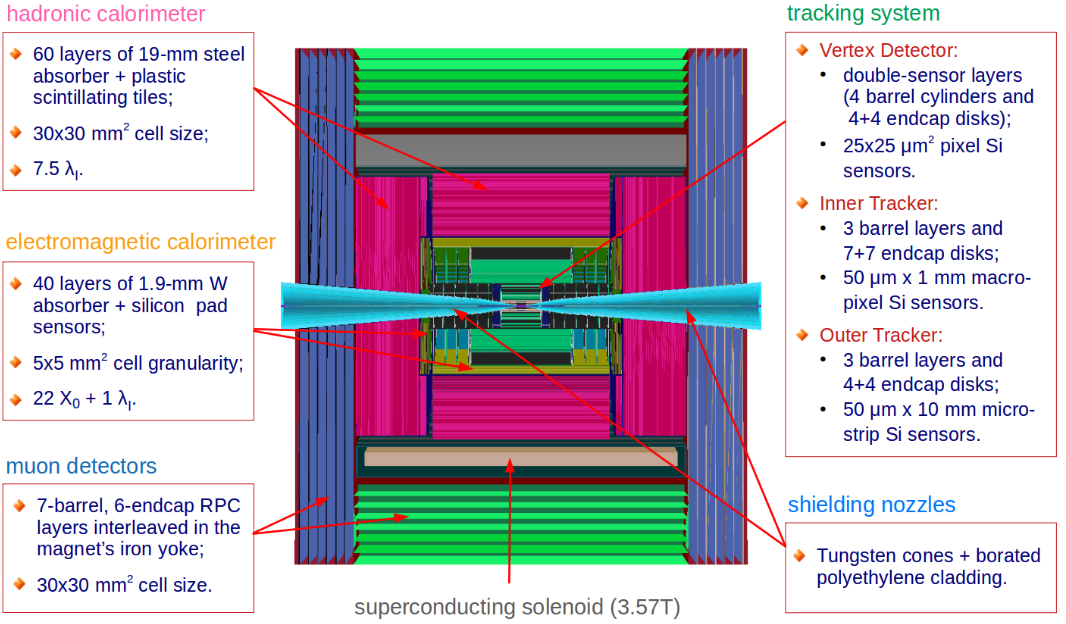 hadronic calorimeter
60 layers of 19-mm steel
absorber + plastic
scintillating tiles;
30x30 mm² cell size;
7.5 λI.
electromagnetic calorimeter
40 layers of 1.9-mm W
absorber + silicon pad
sensors;
5x5 mm² cell granularity;
22 X0 + 1 λI.
muon detectors
7-barrel, 6-endcap RPC
layers interleaved in the
magnet's iron yoke;
30x30 mm² cell size.
superconducting solenoid (3.57T)
tracking system
Vertex Detector:
• double-sensor layers
(4 barrel cylinders and
4+4 endcap disks);
• 25x25 µm² pixel Si
sensors.
Inner Tracker:
• 3 barrel layers and
7+7 endcap disks;
• 50 µm x 1 mm macro-
pixel Si sensors.
Outer Tracker:
• 3 barrel layers and
4+4 endcap disks;
• 50 µm x 10 mm micro-
strip Si sensors.
shielding nozzles
Tungsten cones + borated
polyethylene cladding.